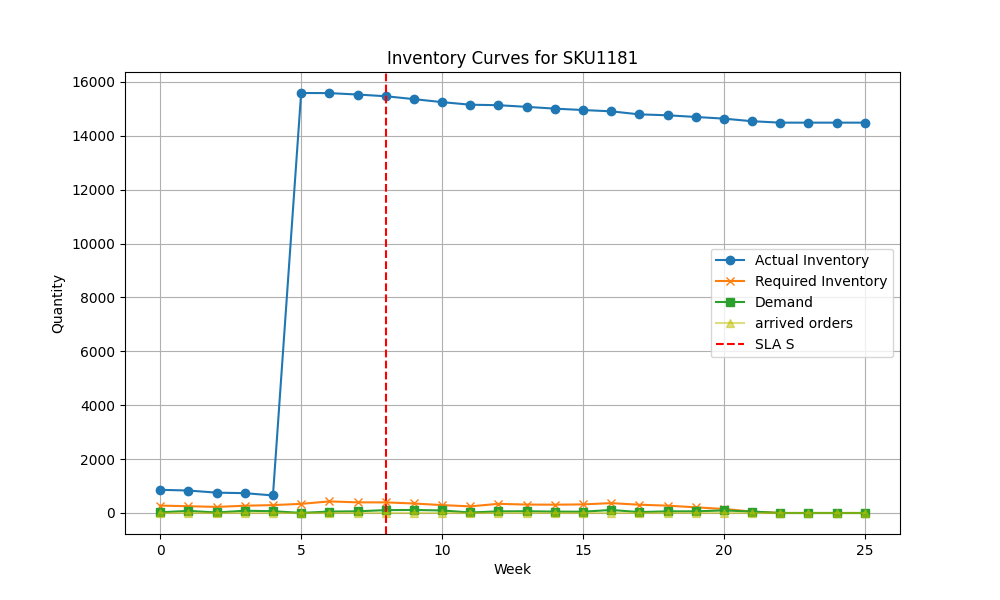 Inventory Curves for SKU1181
Quantity
16000
14000
12000
10000
8000
6000
4000
2000
0
Actual Inventory
Required Inventory
Demand
arrived orders
SLA S
0 5 10 15 20 25
Week